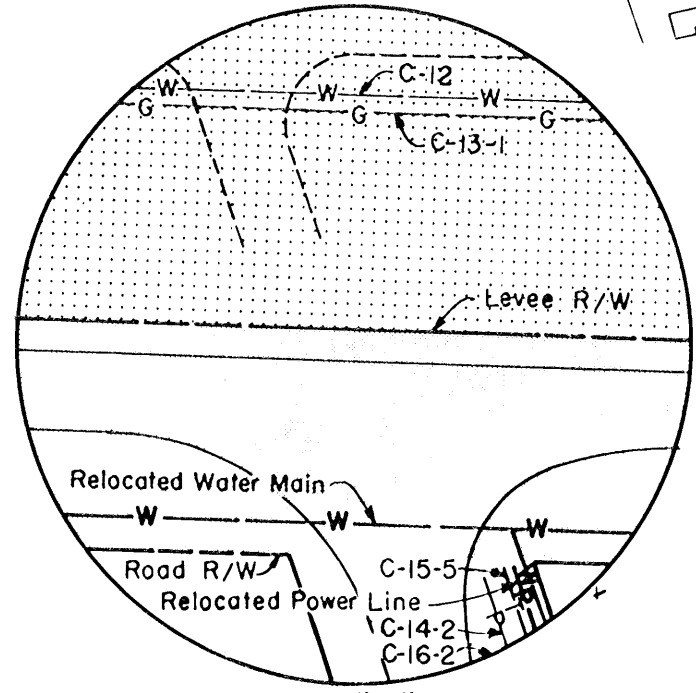 C-12
W W W
G G G
C-13-1
Levee R/W
Relocated Water Main
W W W
Road R/W
C-15-5
Relocated Power Line
C-14-2
C-16-2